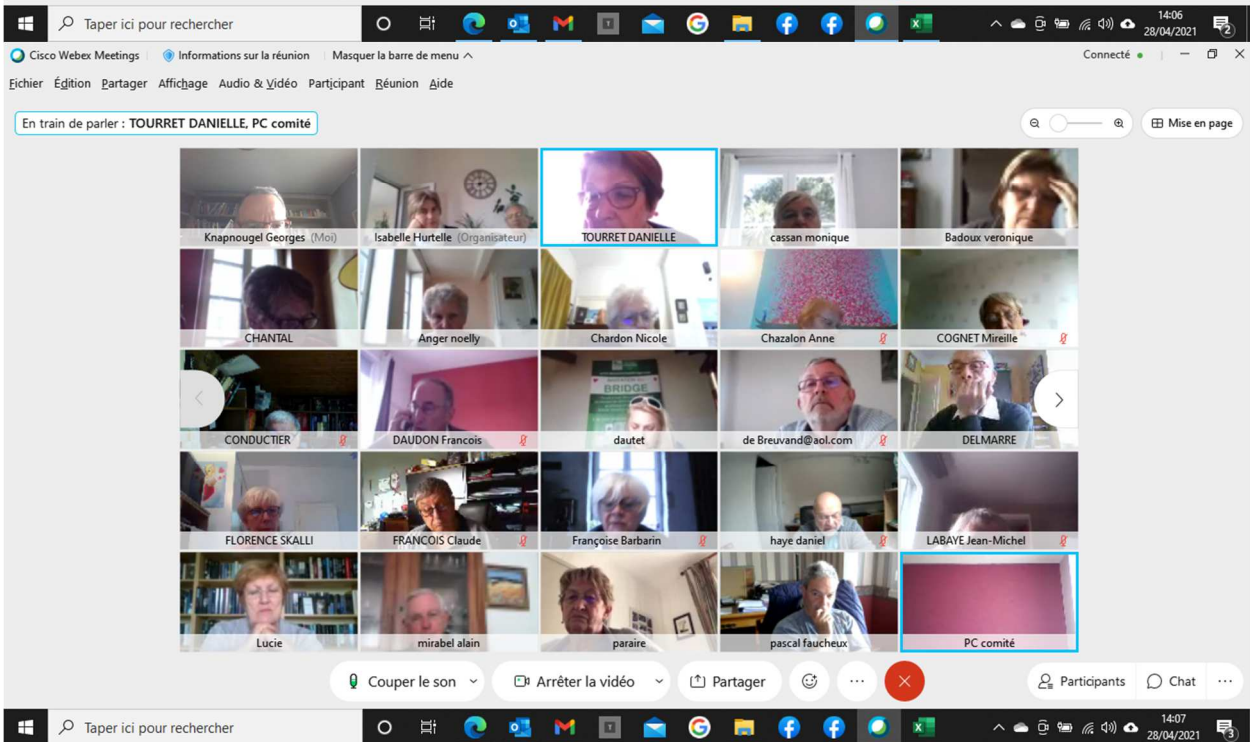 Taper ici pour rechercher
14:06
28/04/2021
2
Cisco Webex Meetings
Informations sur la réunion
Masquer la barre de menu
Connecté
Fichier Édition Partager Affichage Audio & Vidéo Participant Réunion Aide
En train de parler : TOURRET DANIELLE, PC comité
Mise en page
Knapnougel Georges (Moi)
Isabelle Hurtelle (Organisateur)
TOURRET DANIELLE
cassan monique
Badoux veronique
CHANTAL
Anger noelly
Chardon Nicole
Chazalon Anne
COGNET Mireille
BRIDGE
CONDUCTIER
DAUDON Francois
dautet
de Breuvand@aol.com
DELMARRE
FLORENCE SKALLI
FRANCOIS Claude
Françoise Barbarin
haye daniel
LABAYE Jean-Michel
Lucie
mirabel alain
paraire
pascal faucheux
PC comité
Couper le son
Arrêter la vidéo
Partager
Participants
Chat
Taper ici pour rechercher
14:07
28/04/2021
3